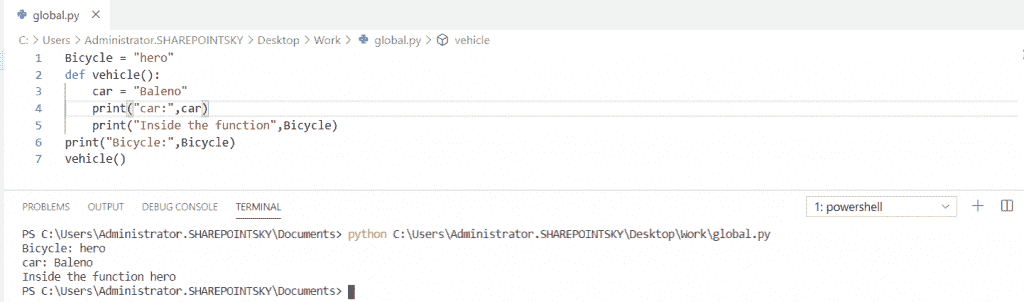 global.py ×
C: > Users > Administrator.SHAREPOINTSKY > Desktop > Work > global.py > vehicle
1 Bicycle = "hero"
2 def vehicle():
3     car = "Baleno"
4     print("car:",car)
5     print("Inside the function",Bicycle)
6 print("Bicycle:",Bicycle)
7 vehicle()
PROBLEMS OUTPUT DEBUG CONSOLE TERMINAL 1: powershell
PS C:\Users\Administrator.SHAREPOINTSKY\Documents> python C:\Users\Administrator.SHAREPOINTSKY\Desktop\Work\global.py
Bicycle: hero
car: Baleno
Inside the function hero
PS C:\Users\Administrator.SHAREPOINTSKY\Documents>